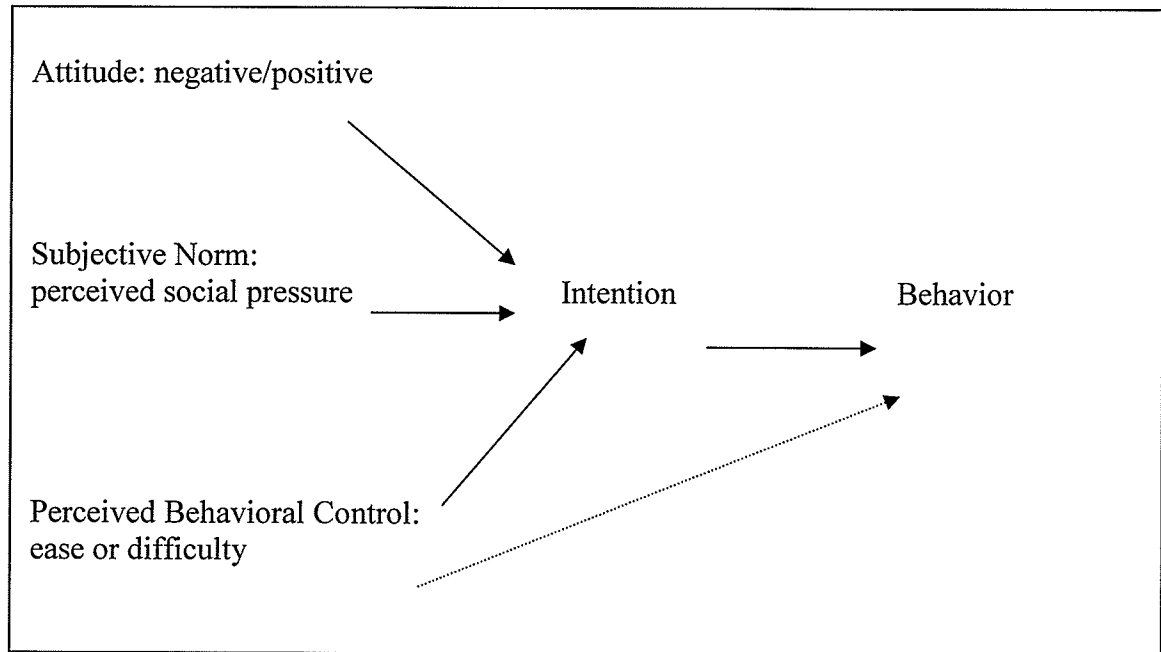 Attitude: negative/positive
Subjective Norm:
perceived social pressure
Intention
Behavior
Perceived Behavioral Control:
ease or difficulty